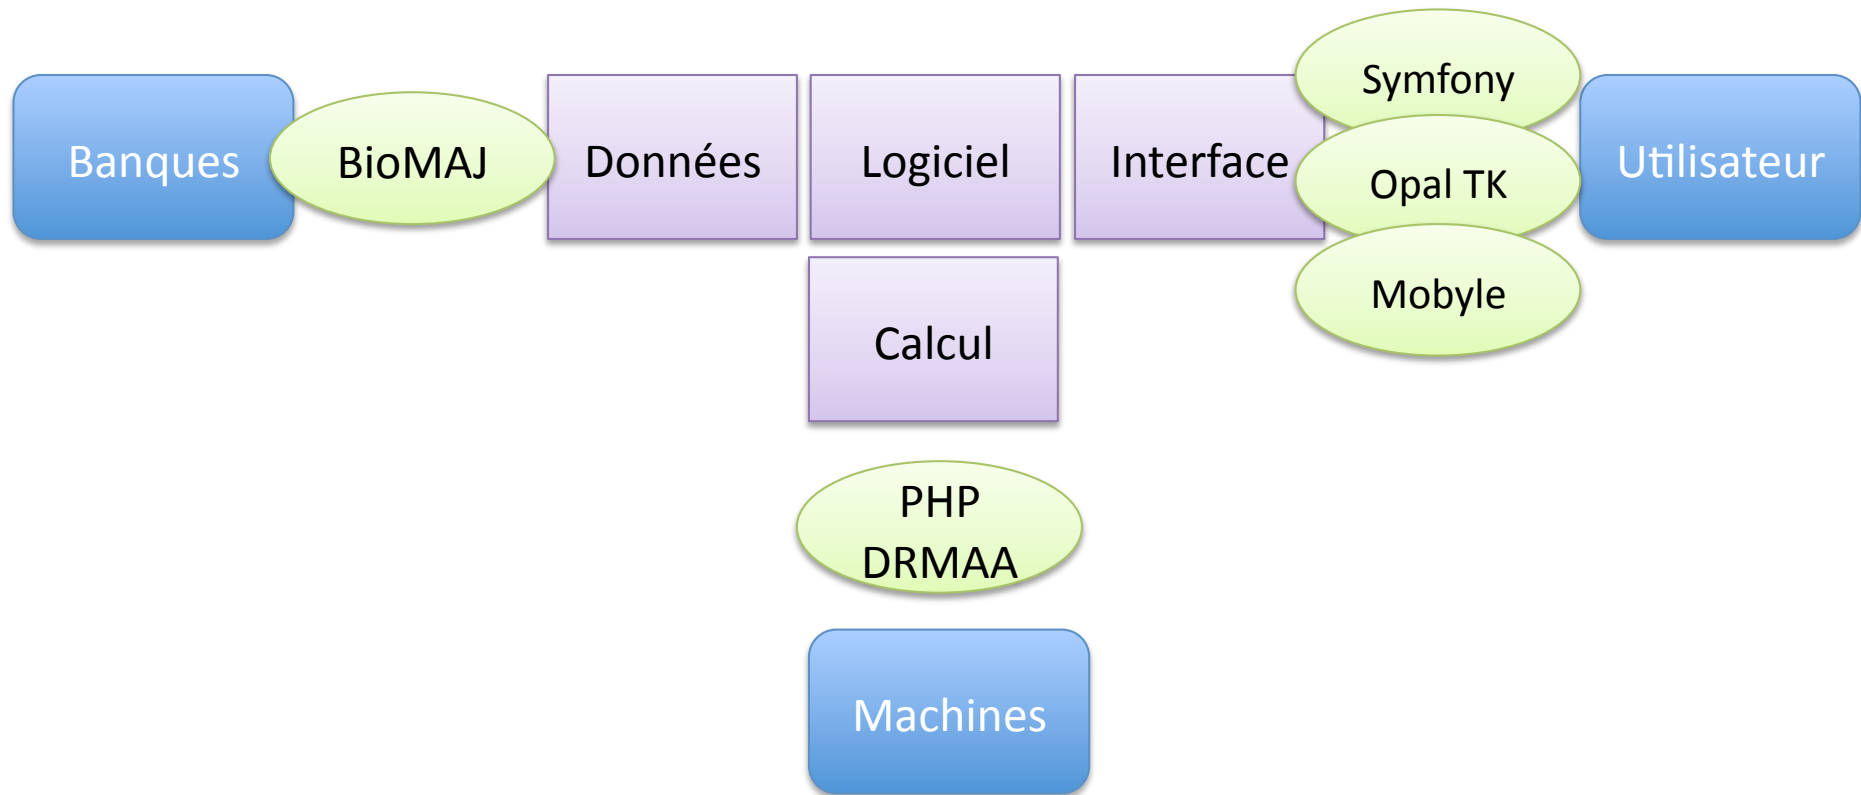 Banques
BioMAJ
Données
Logiciel
Interface
Symfony
Opal TK
Mobyle
Utilisateur
Calcul
PHP
DRMAA
Machines